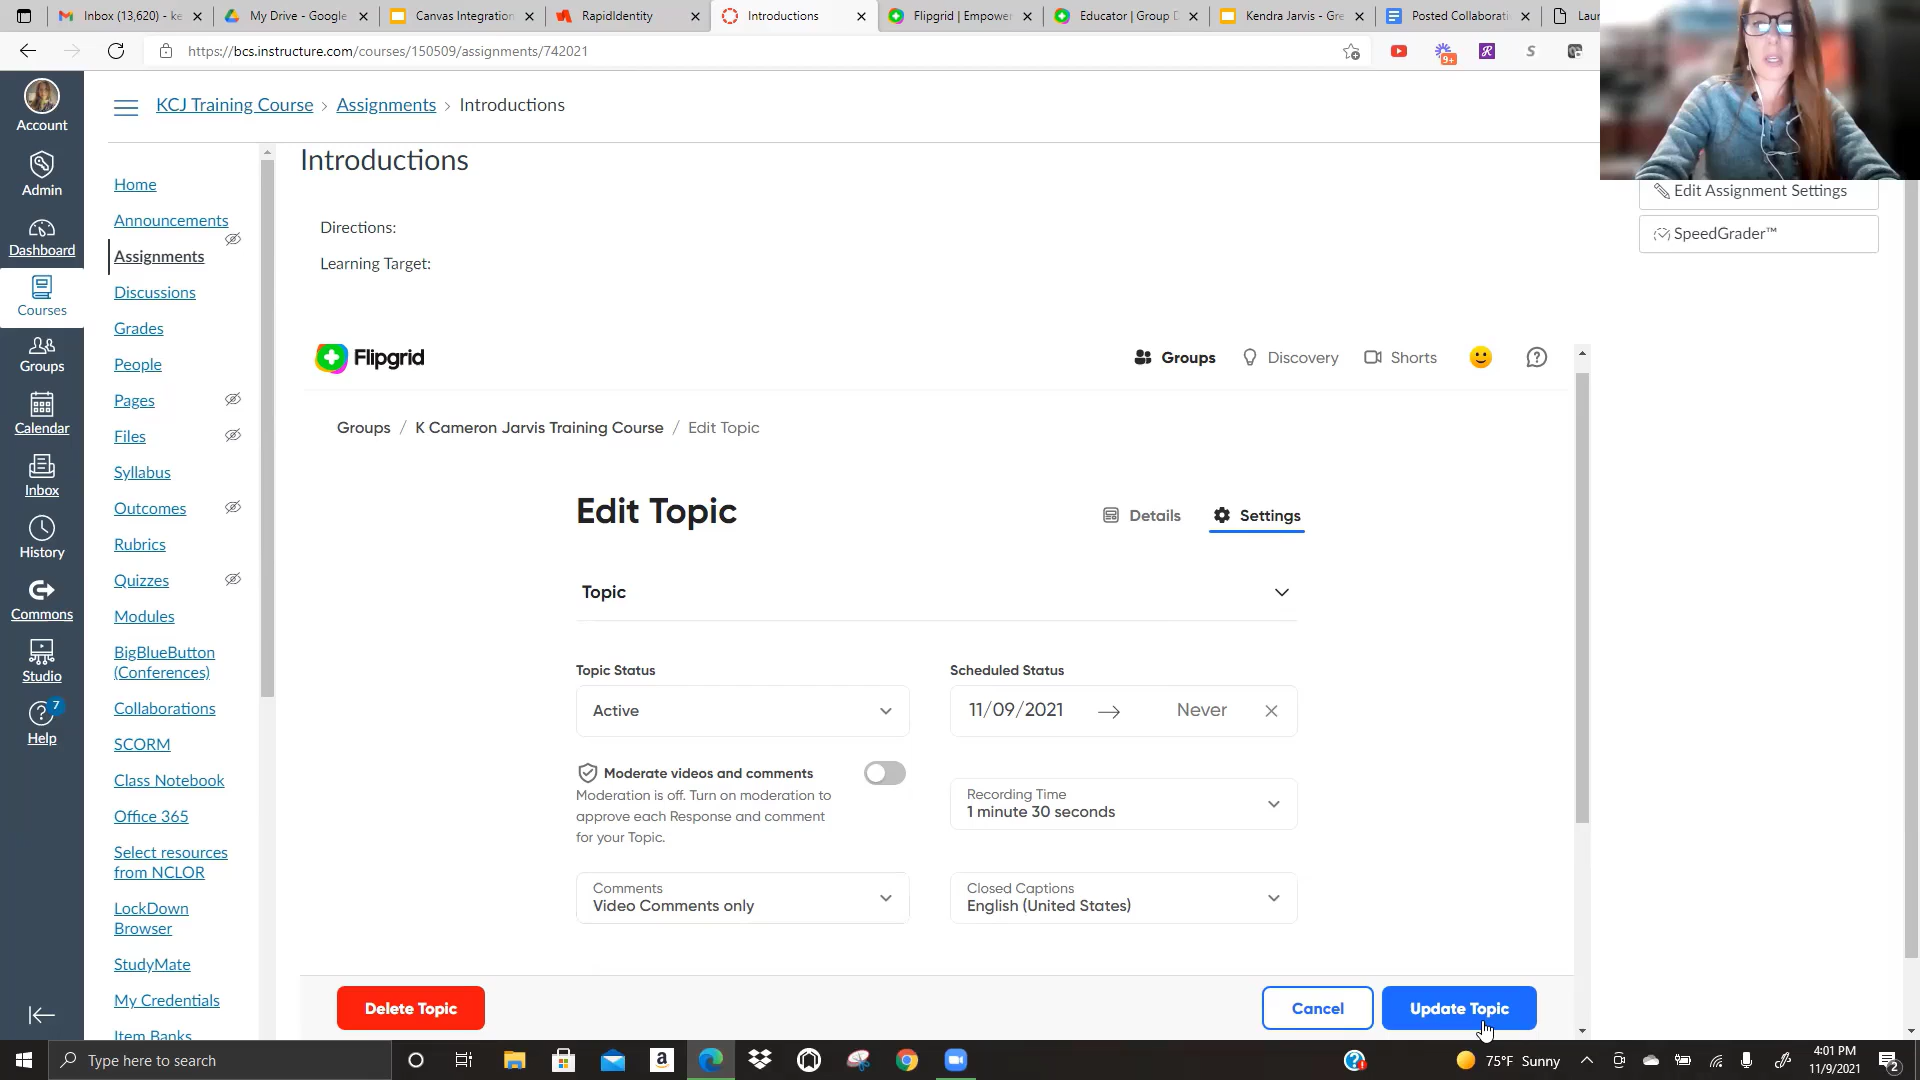 Inbox (13,620) - ke
My Drive - Google
Canvas Integration
RapidIdentity
Introductions
Flipgrid | Empower
Educator | Group D
Kendra Jarvis - Gre
Posted Collaborati
Lau
https://bcs.instructure.com/courses/150509/assignments/742021
9+
Account
Admin
Dashboard
Courses
Groups
Calendar
Inbox
History
Commons
Studio
7
Help
KCJ Training Course › Assignments › Introductions
Home
Announcements
Assignments
Discussions
Grades
People
Pages
Files
Syllabus
Outcomes
Rubrics
Quizzes
Modules
BigBlueButton
(Conferences)
Collaborations
SCORM
Class Notebook
Office 365
Select resources
from NCLOR
LockDown
Browser
StudyMate
My Credentials
Item Banks
Introductions
Directions:
Learning Target:
Edit Assignment Settings
SpeedGrader™
Flipgrid
Groups
Discovery
Shorts
Groups / K Cameron Jarvis Training Course / Edit Topic
Edit Topic
Details
Settings
Topic
Topic Status
Active
Scheduled Status
11/09/2021 → Never
Moderate videos and comments
Moderation is off. Turn on moderation to
approve each Response and comment
for your Topic.
Recording Time
1 minute 30 seconds
Comments
Video Comments only
Closed Captions
English (United States)
Delete Topic
Cancel
Update Topic
Type here to search
75°F Sunny
4:01 PM
11/9/2021
2